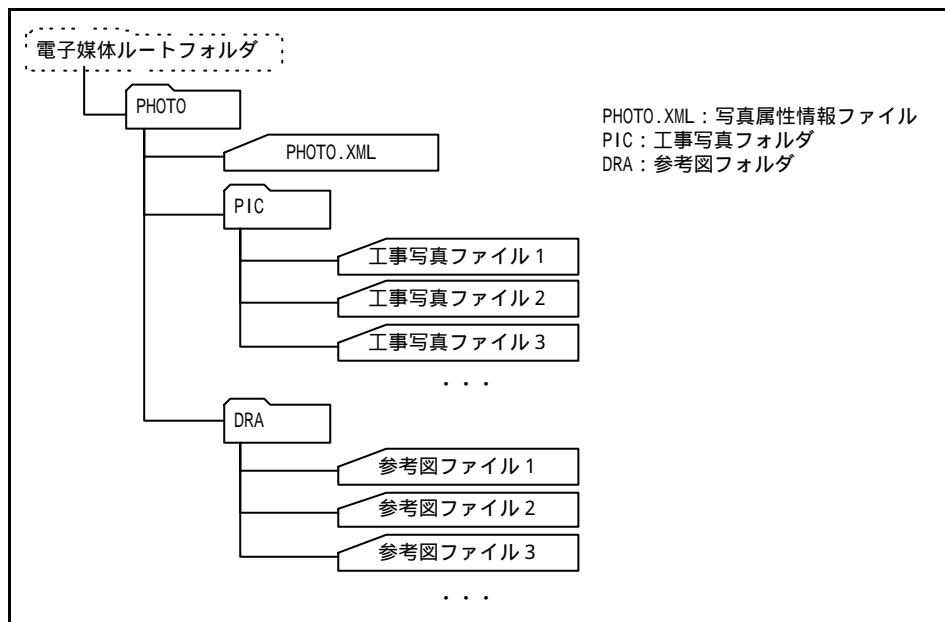 電子媒体ルートフォルダ
PHOTO
PHOTO.XML：写真属性情報ファイル
PIC：工事写真フォルダ
DRA：参考図フォルダ
PHOTO.XML
PIC
工事写真ファイル1
工事写真ファイル2
工事写真ファイル3
・・・
DRA
参考図ファイル1
参考図ファイル2
参考図ファイル3
・・・